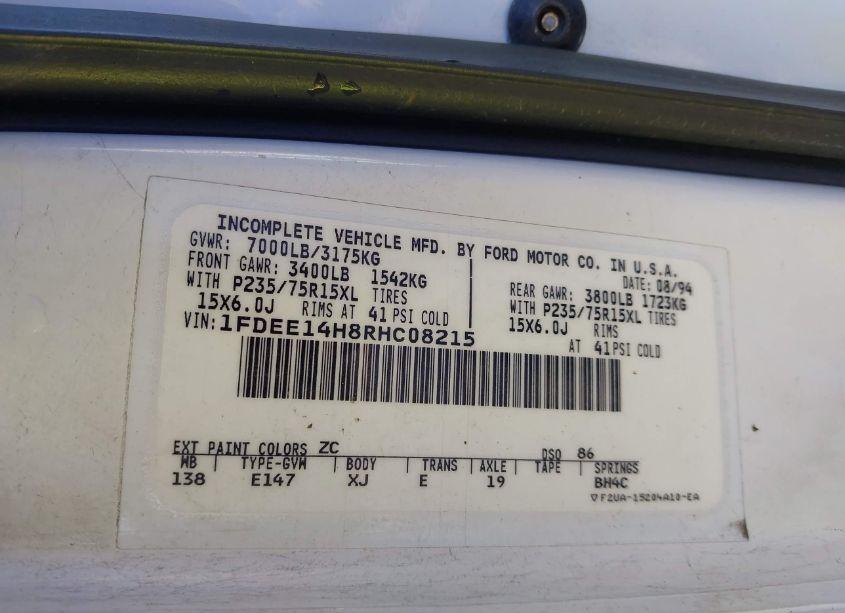 INCOMPLETE VEHICLE MFD. BY FORD MOTOR CO. IN U.S.A.
GVWR: 7000LB/3175KG
DATE: 08/94
FRONT GAWR: 3400LB 1542KG
REAR GAWR: 3800LB 1723KG
WITH P235/75R15XL TIRES
WITH P235/75R15XL TIRES
15X6.0J RIMS AT 41 PSI COLD
15X6.0J RIMS
AT 41 PSI COLD
VIN: 1FDEE14H8RHC08215
EXT PAINT COLORS ZC DSO 86
WB TYPE-GVW BODY TRANS AXLE TAPE SPRINGS
138 E147 XJ E 19 BH4C
F2UA-15204A10-EA